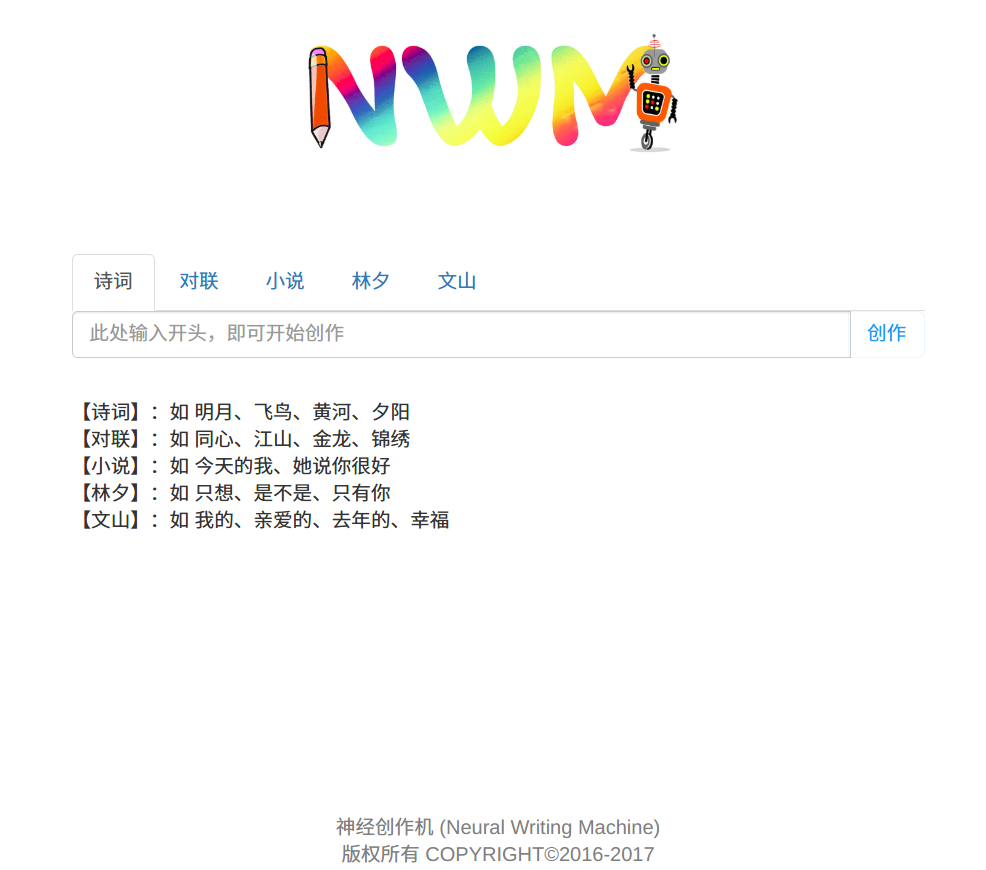 NWM
诗词 对联 小说 林夕 文山
此处输入开头，即可开始创作 创作
【诗词】：如 明月、飞鸟、黄河、夕阳
【对联】：如 同心、江山、金龙、锦绣
【小说】：如 今天的我、她说你很好
【林夕】：如 只想、是不是、只有你
【文山】：如 我的、亲爱的、去年的、幸福
神经创作机 (Neural Writing Machine)
版权所有 COPYRIGHT©2016-2017